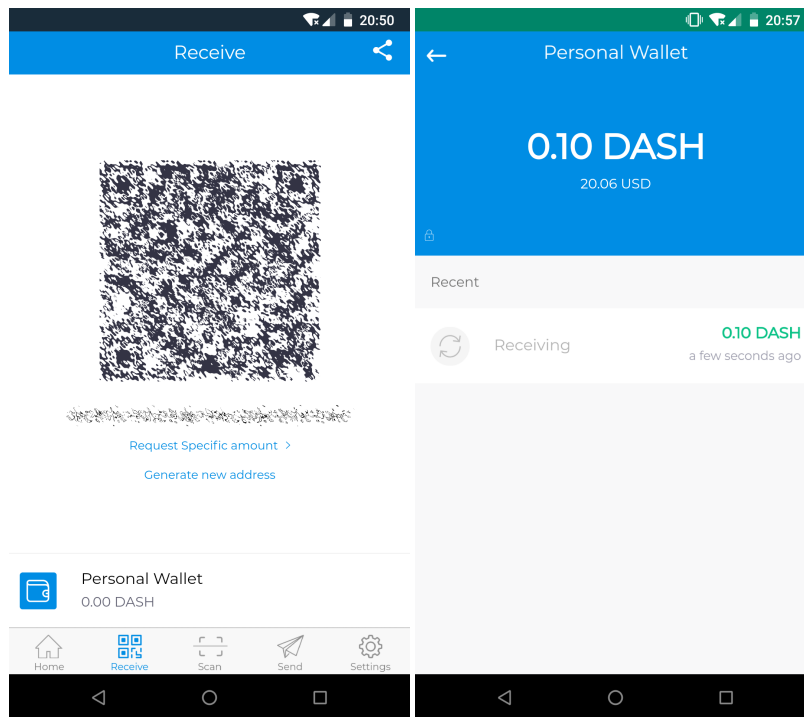 20:50
Receive
Request Specific amount >
Generate new address
Personal Wallet
0.00 DASH
Home
Receive
Scan
Send
Settings
20:57
Personal Wallet
0.10 DASH
20.06 USD
Recent
Receiving
0.10 DASH
a few seconds ago